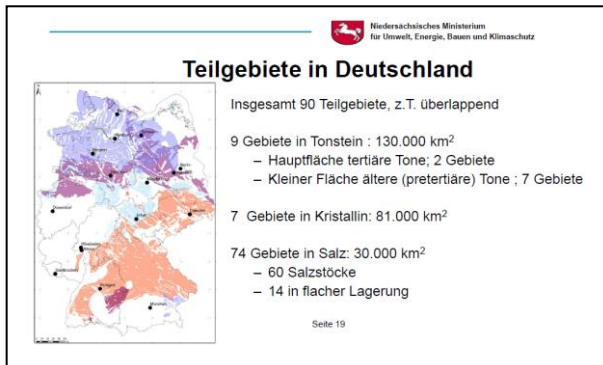 Niedersächsisches Ministerium
für Umwelt, Energie, Bauen und Klimaschutz
Teilgebiete in Deutschland
Insgesamt 90 Teilgebiete, z.T. überlappend
9 Gebiete in Tonstein : 130.000 km²
– Hauptfläche tertiäre Tone; 2 Gebiete
– Kleiner Fläche ältere (pretertiäre) Tone ; 7 Gebiete
7 Gebiete in Kristallin: 81.000 km²
74 Gebiete in Salz: 30.000 km²
– 60 Salzstöcke
– 14 in flacher Lagerung
Seite 19